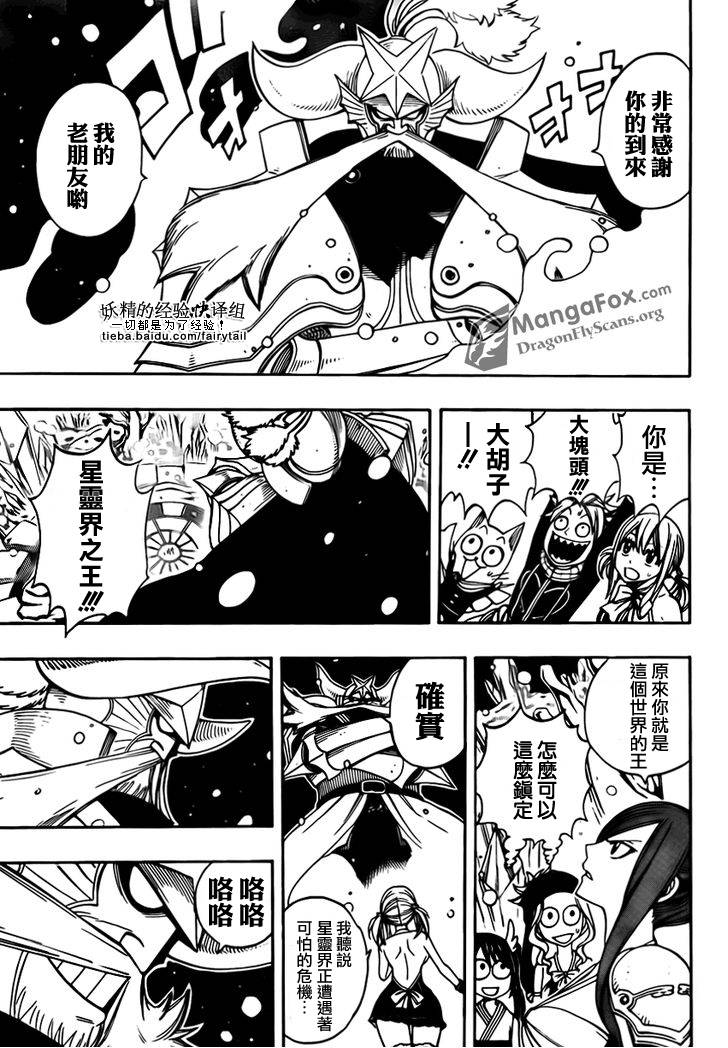 非常感謝
你的到來
我的
老朋友喲
妖精的经验快译组
一切都是为了经验!
tieba.baidu.com/fairytail
MangaFox.com
DragonFlyScans.org
你是…
大塊頭!!!
大胡子
ー!!
星靈界之王!!!
原來你就是
這個世界的王
怎麼可以
這麼鎮定
確實
我聽説
星靈界正遭遇著
可怕的危機…
咯咯
咯咯